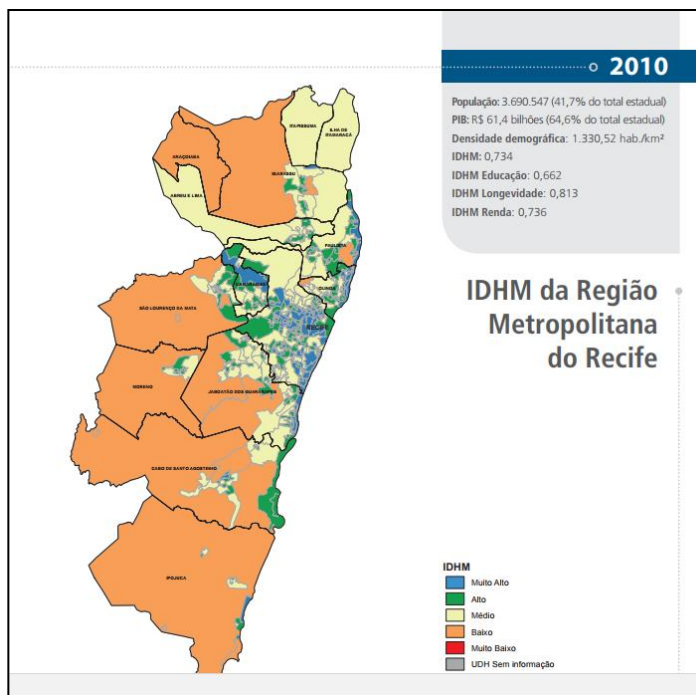 2010
População: 3.690.547 (41,7% do total estadual)
PIB: R$ 61,4 bilhões (64,6% do total estadual)
Densidade demográfica: 1.330,52 hab./km²
IDHM: 0,734
IDHM Educação: 0,662
IDHM Longevidade: 0,813
IDHM Renda: 0,736
IDHM da Região
Metropolitana
do Recife
ITAPISSUMA
ILHA DE
ITAMARACÁ
ARAÇOIABA
IGARASSU
ABREU E LIMA
PAULISTA
OLINDA
CAMARAGIBE
SÃO LOURENÇO DA MATA
RECIFE
MORENO
JABOATÃO DOS GUARARAPES
CABO DE SANTO AGOSTINHO
IPOJUCA
IDHM
Muito Alto
Alto
Médio
Baixo
Muito Baixo
UDH Sem informação